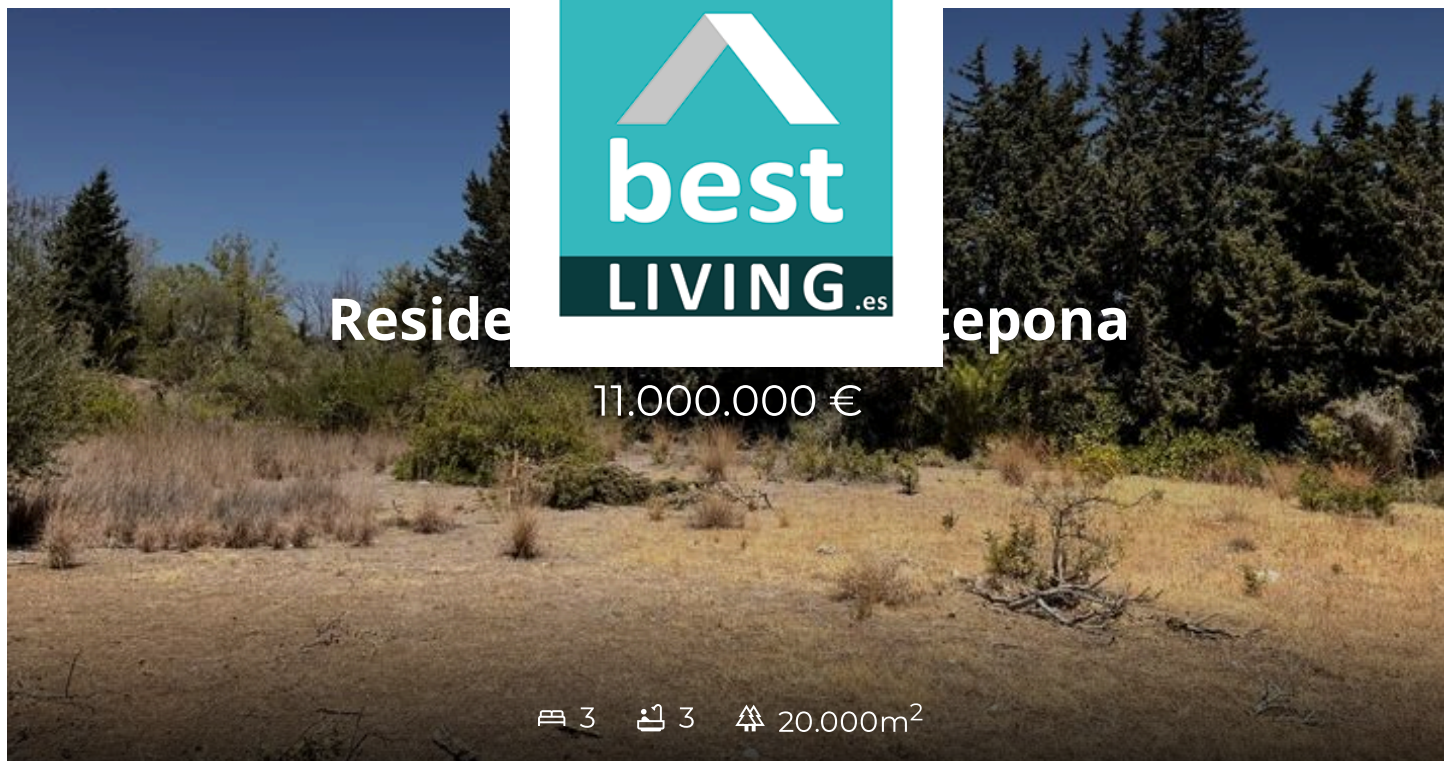 best
LIVING.es
Reside tepona
11.000.000 €
3 3 20.000m²